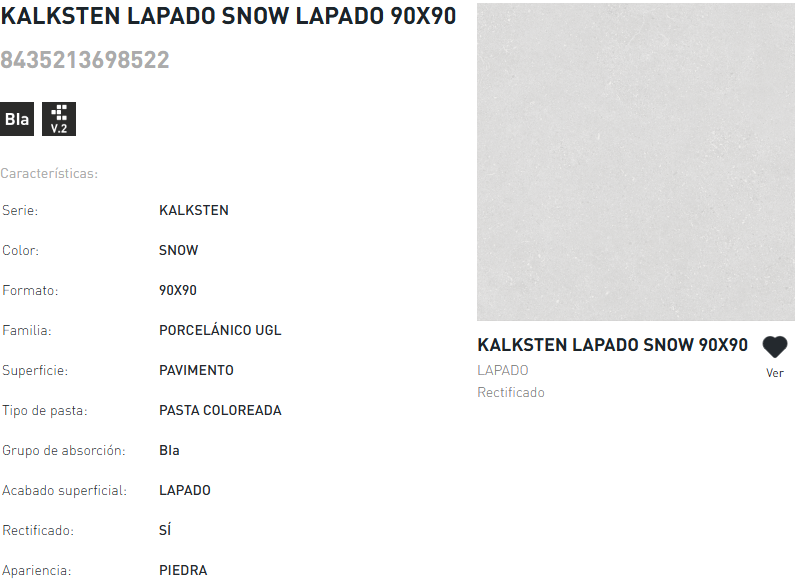 KALKSTEN LAPADO SNOW LAPADO 90X90
8435213698522
BIa
V.2
Características:
Serie: KALKSTEN
Color: SNOW
Formato: 90X90
Familia: PORCELÁNICO UGL
Superficie: PAVIMENTO
Tipo de pasta: PASTA COLOREADA
Grupo de absorción: BIa
Acabado superficial: LAPADO
Rectificado: SÍ
Apariencia: PIEDRA
KALKSTEN LAPADO SNOW 90X90
LAPADO
Rectificado
Ver